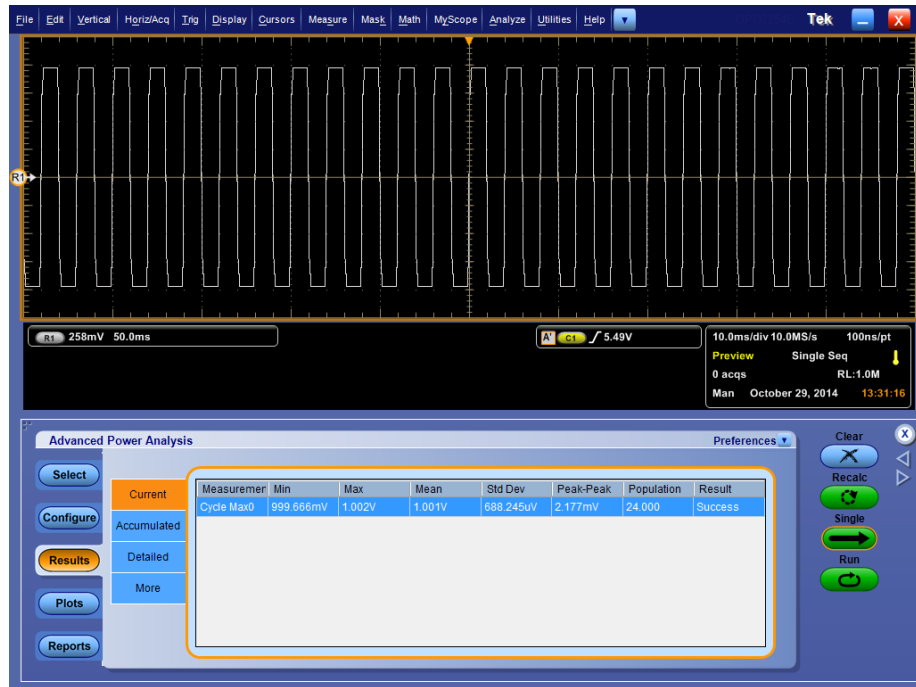 File Edit Vertical Horiz/Acq Trig Display Cursors Measure Mask Math MyScope Analyze Utilities Help Tek X
R1
R1 258mV 50.0ms
A' C1 5.49V
10.0ms/div 10.0MS/s 100ns/pt
Preview Single Seq
0 acqs RL:1.0M
Man October 29, 2014 13:31:16
Advanced Power Analysis Preferences
Select
Configure
Results
Plots
Reports
Current
Accumulated
Detailed
More
Measuremer Min Max Mean Std Dev Peak-Peak Population Result
Cycle Max0 999.666mV 1.002V 1.001V 688.245uV 2.177mV 24.000 Success
Clear
Recalc
Single
Run
X